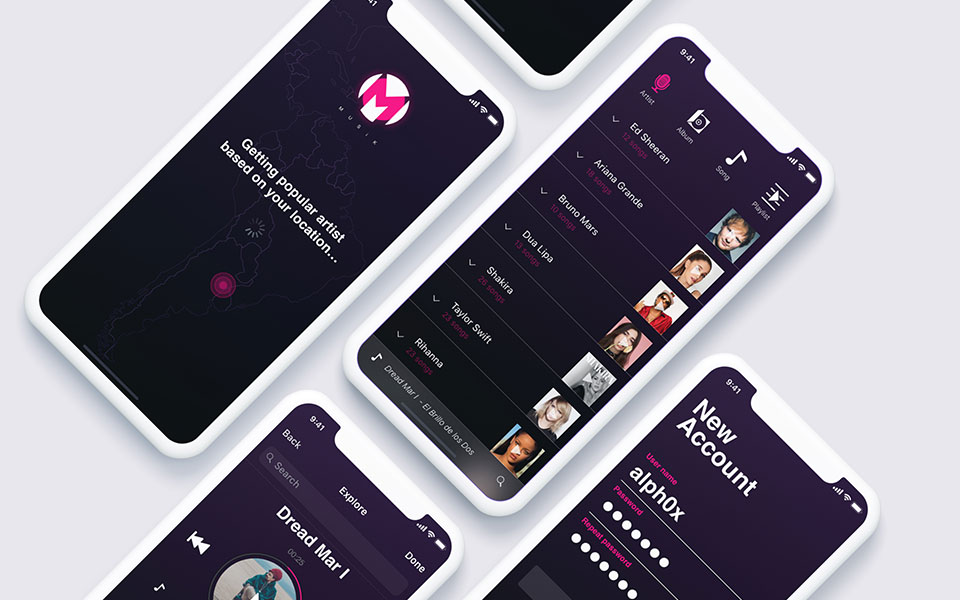 41
MUSIK
Getting popular artist
based on your location...
9:41
Artist
Album
Song
Playlist
Ed Sheeran
12 songs
Ariana Grande
18 songs
Bruno Mars
10 songs
Dua Lipa
13 songs
Shakira
26 songs
Taylor Swift
23 songs
Rihanna
23 songs
Dread Mar I - El Brillo de los Dos
9:41
Back
Explore
Done
Search
Dread Mar I
00:25
9:41
New
Account
User name
alph0x
Password
Repeat password